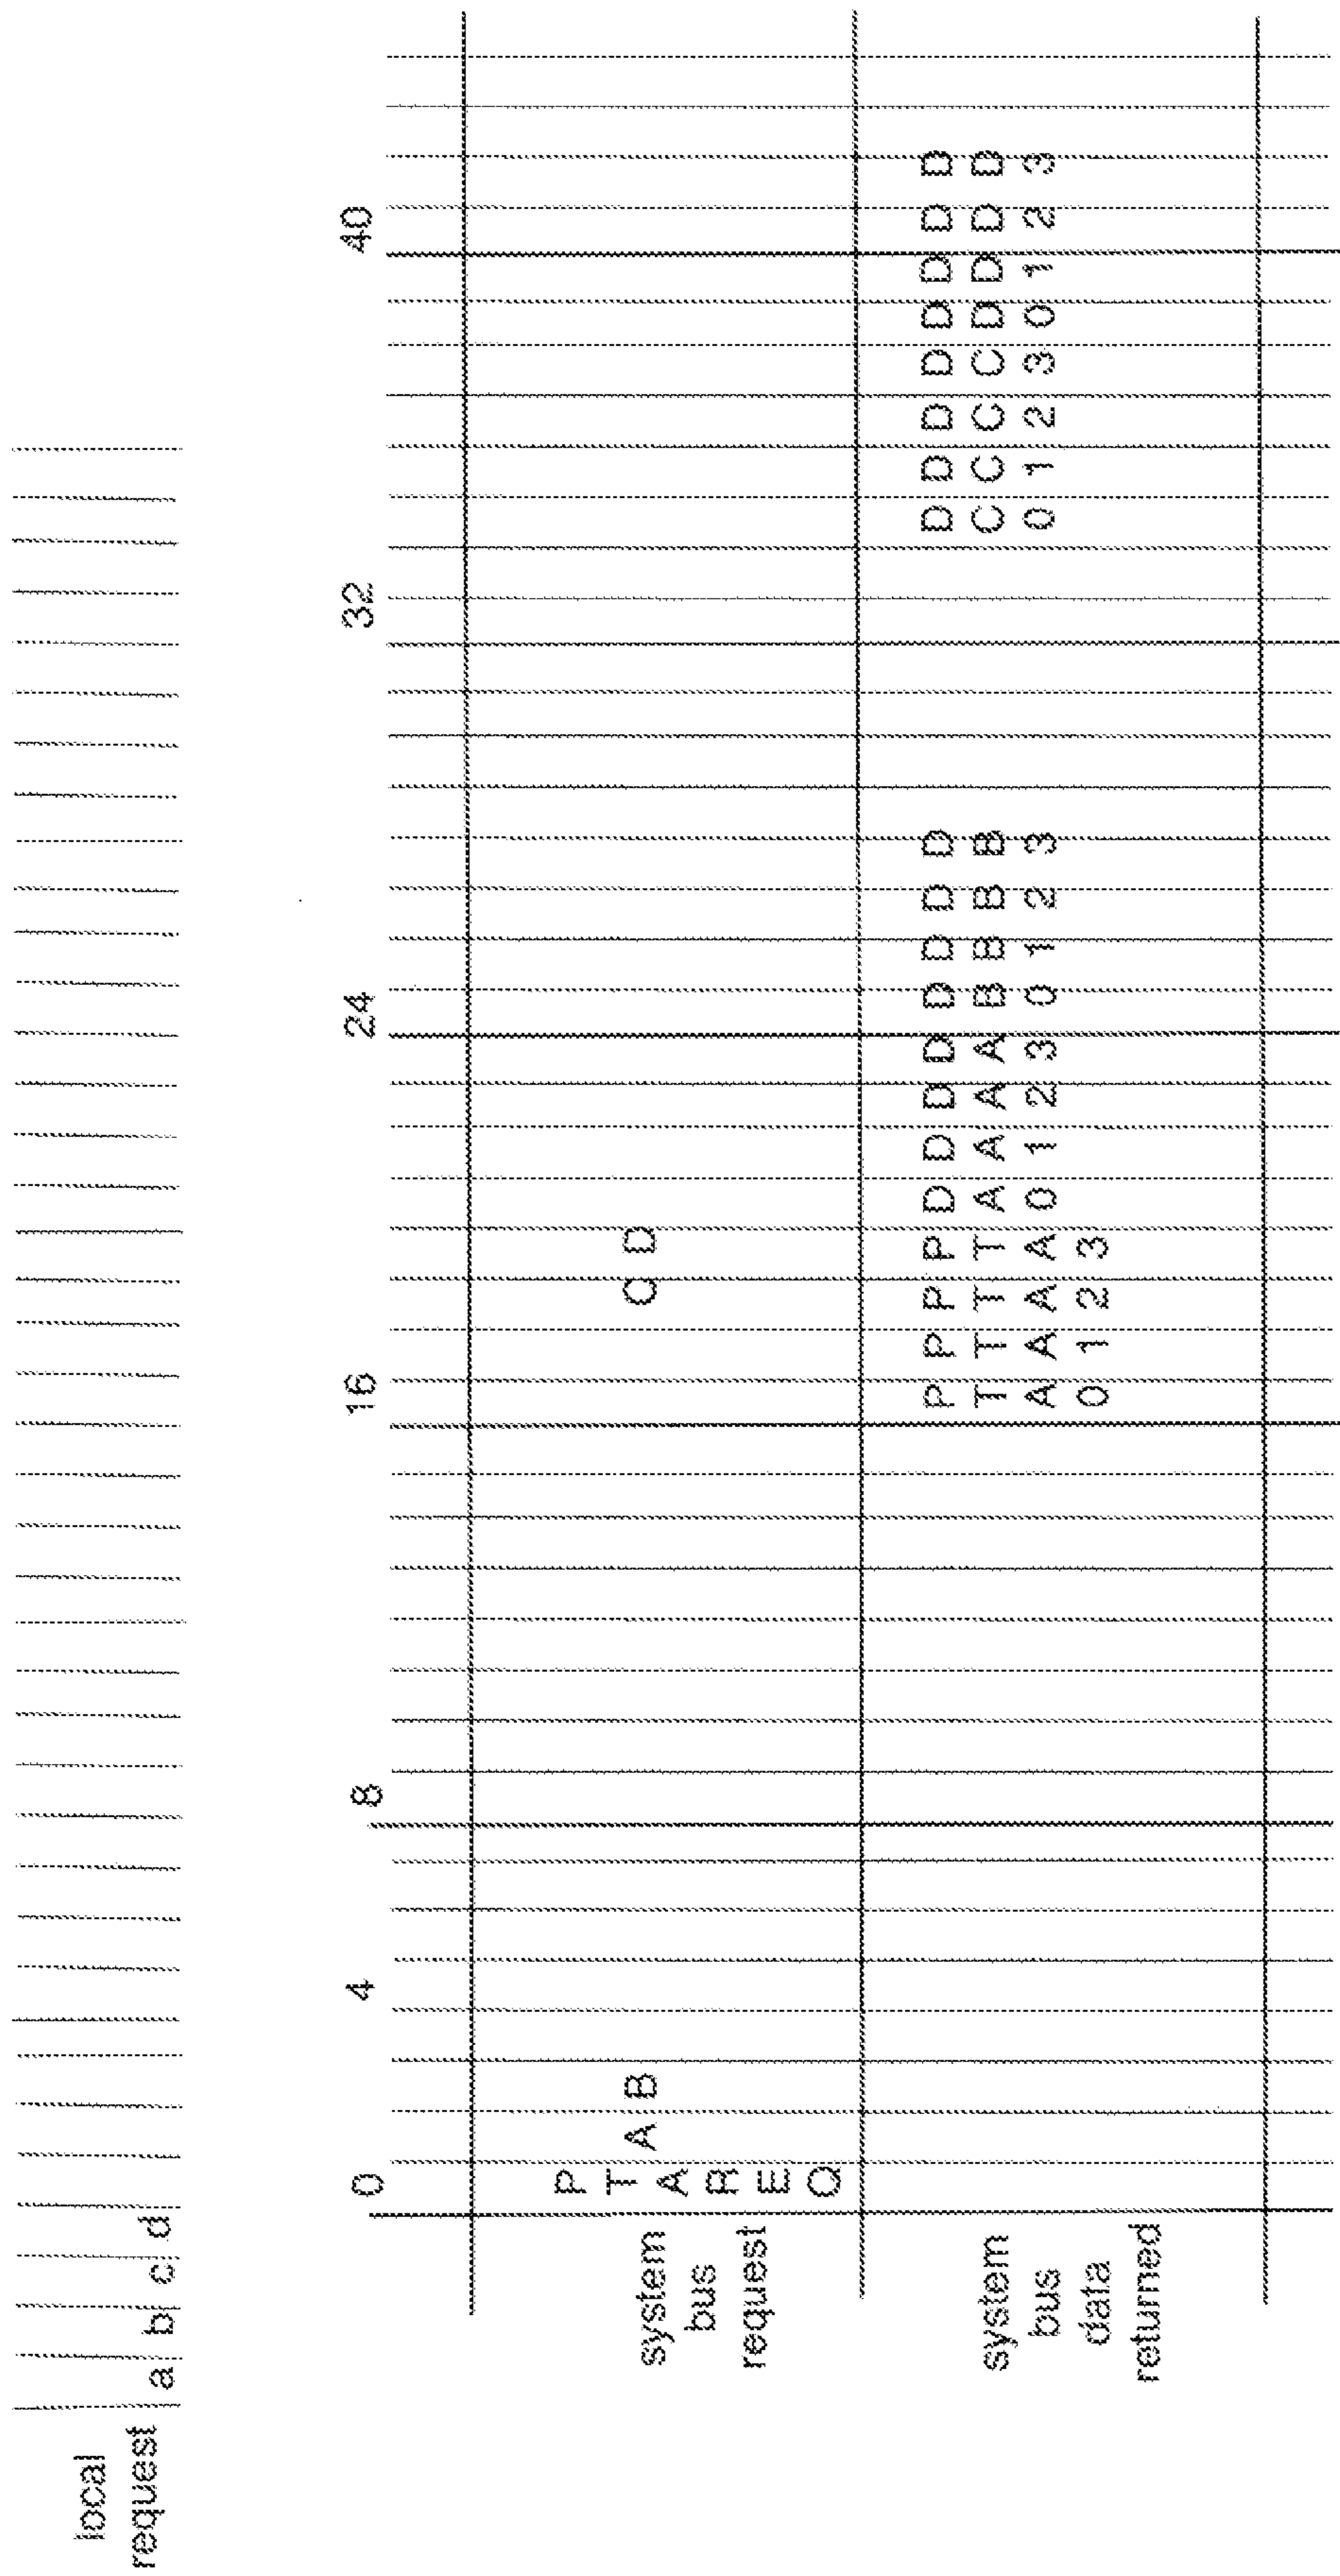 local
request
a b c d
0 4 8 16 24 32 40
system
bus
request
PTAREQ A B C D
system
bus
data
returned
PTA0 PTA1 PTA2 PTA3 DA0 DA1 DA2 DA3 DB0 DB1 DB2 DB3 DC0 DC1 DC2 DC3 DD0 DD1 DD2 DD3